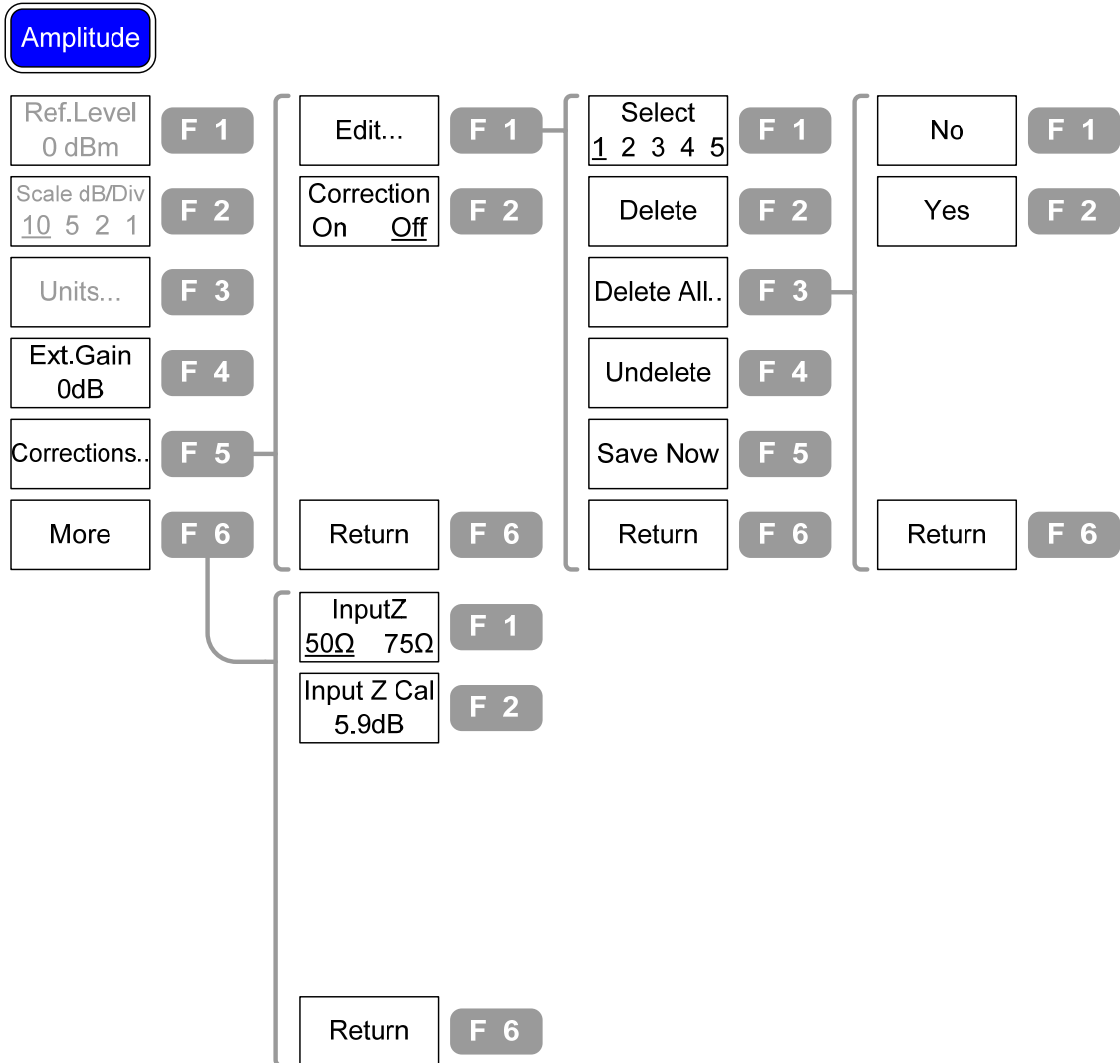 Amplitude
Ref.Level
0 dBm
F 1
Scale dB/Div
10 5 2 1
F 2
Units...
F 3
Ext.Gain
0dB
F 4
Corrections..
F 5
More
F 6
Edit...
F 1
Correction
On Off
F 2
Return
F 6
Select
1 2 3 4 5
F 1
Delete
F 2
Delete All..
F 3
Undelete
F 4
Save Now
F 5
Return
F 6
No
F 1
Yes
F 2
Return
F 6
InputZ
50Ω 75Ω
F 1
Input Z Cal
5.9dB
F 2
Return
F 6